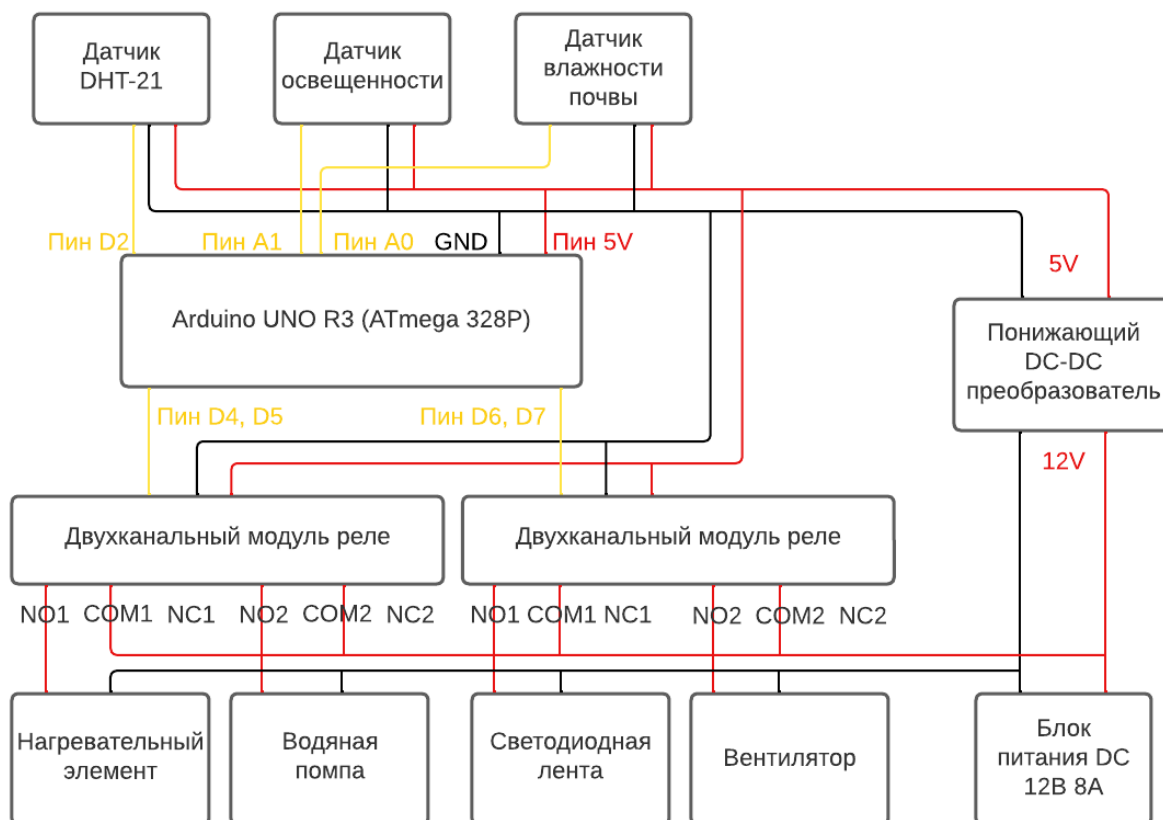 Датчик
DHT-21
Датчик
освещенности
Датчик
влажности
почвы
Пин D2
Пин A1
Пин A0
GND
Пин 5V
5V
Arduino UNO R3 (ATmega 328P)
Понижающий
DC-DC
преобразователь
Пин D4, D5
Пин D6, D7
12V
Двухканальный модуль реле
Двухканальный модуль реле
NO1
COM1
NC1
NO2
COM2
NC2
NO1
COM1
NC1
NO2
COM2
NC2
Нагревательный
элемент
Водяная
помпа
Светодиодная
лента
Вентилятор
Блок
питания DC
12В 8А